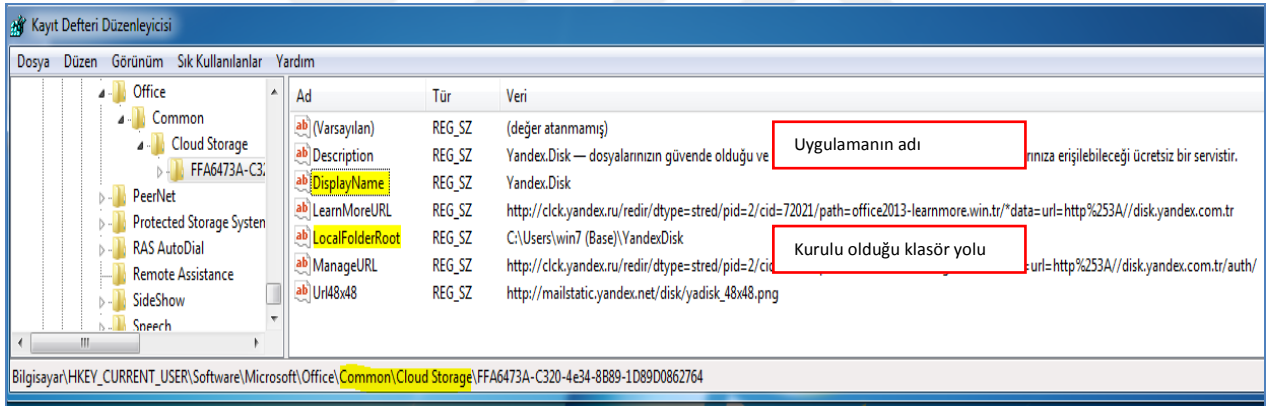 Kayıt Defteri Düzenleyicisi
Dosya Düzen Görünüm Sık Kullanılanlar Yardım
Office
Common
Cloud Storage
FFA6473A-C32
PeerNet
Protected Storage System
RAS AutoDial
Remote Assistance
SideShow
Speech
Ad Tür Veri
(Varsayılan) REG_SZ (değer atanmamış)
Description REG_SZ Yandex.Disk — dosyalarınızın güvende olduğu ve rınıza erişilebileceği ücretsiz bir servistir.
DisplayName REG_SZ Yandex.Disk
LearnMoreURL REG_SZ http://clck.yandex.ru/redir/dtype=stred/pid=2/cid=72021/path=office2013-learnmore.win.tr/*data=url=http%253A//disk.yandex.com.tr
LocalFolderRoot REG_SZ C:\Users\win7 (Base)\YandexDisk
ManageURL REG_SZ http://clck.yandex.ru/redir/dtype=stred/pid=2/cid url=http%253A//disk.yandex.com.tr/auth/
Url48x48 REG_SZ http://mailstatic.yandex.net/disk/yadisk_48x48.png
Uygulamanın adı
Kurulu olduğu klasör yolu
Bilgisayar\HKEY_CURRENT_USER\Software\Microsoft\Office\Common\Cloud Storage\FFA6473A-C320-4e34-8B89-1D89D0862764